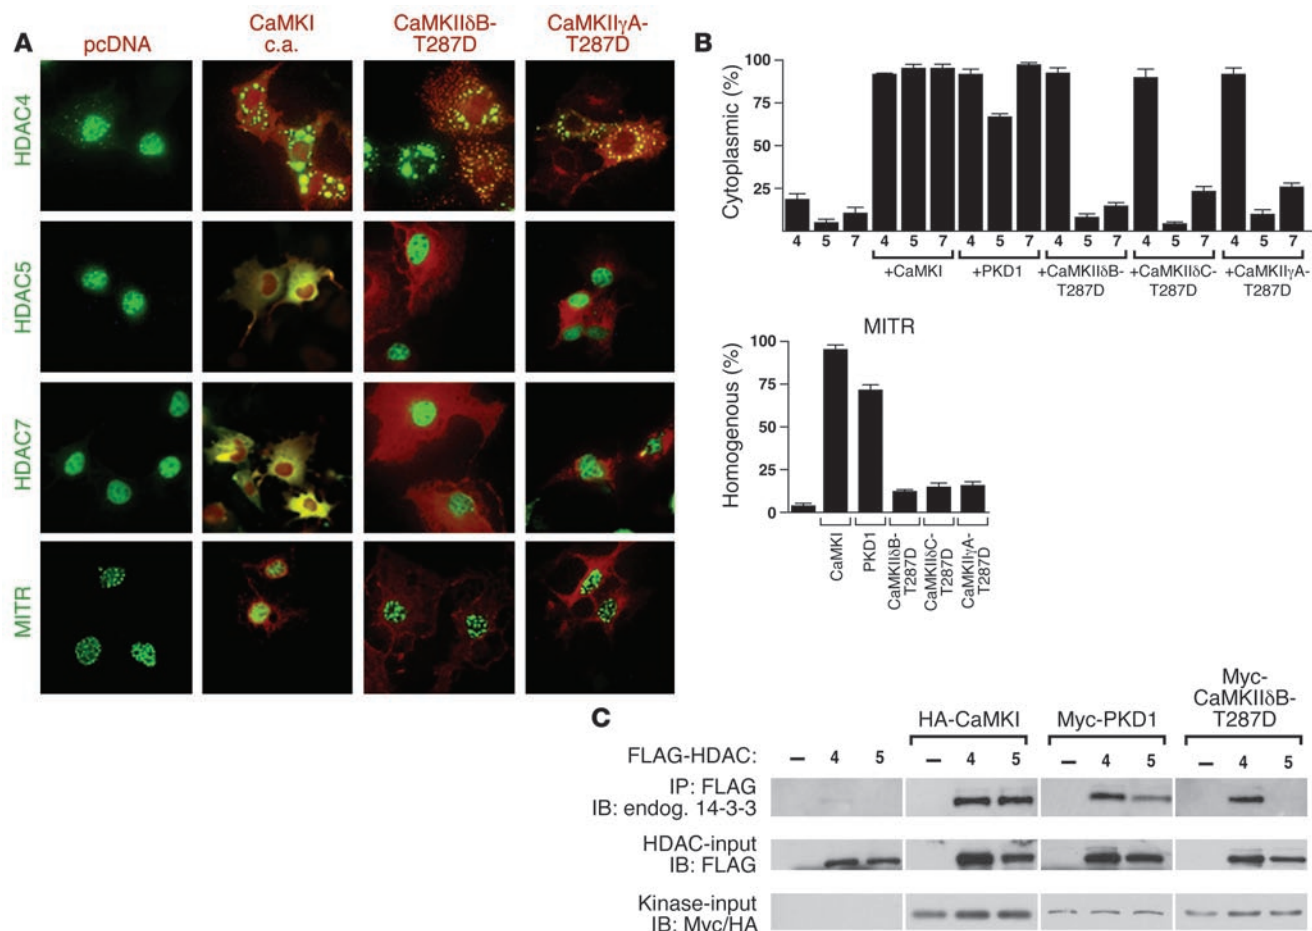 A
pcDNA
CaMKI
c.a.
CaMKIIδB-
T287D
CaMKIIγA-
T287D
HDAC4
HDAC5
HDAC7
MITR
B
Cytoplasmic (%)
100
75
50
25
4 5 7 4 5 7 4 5 7 4 5 7 4 5 7 4 5 7
+CaMKI +PKD1 +CaMKIIδB- +CaMKIIδC- +CaMKIIγA-
T287D T287D T287D
MITR
Homogenous (%)
100
75
50
25
0
CaMKI
PKD1
CaMKIIδB-
T287D
CaMKIIδC-
T287D
CaMKIIγA-
T287D
C
Myc-
CaMKIIδB-
HA-CaMKI Myc-PKD1 T287D
FLAG-HDAC: – 4 5 – 4 5 – 4 5 – 4 5
IP: FLAG
IB: endog. 14-3-3
HDAC-input
IB: FLAG
Kinase-input
IB: Myc/HA